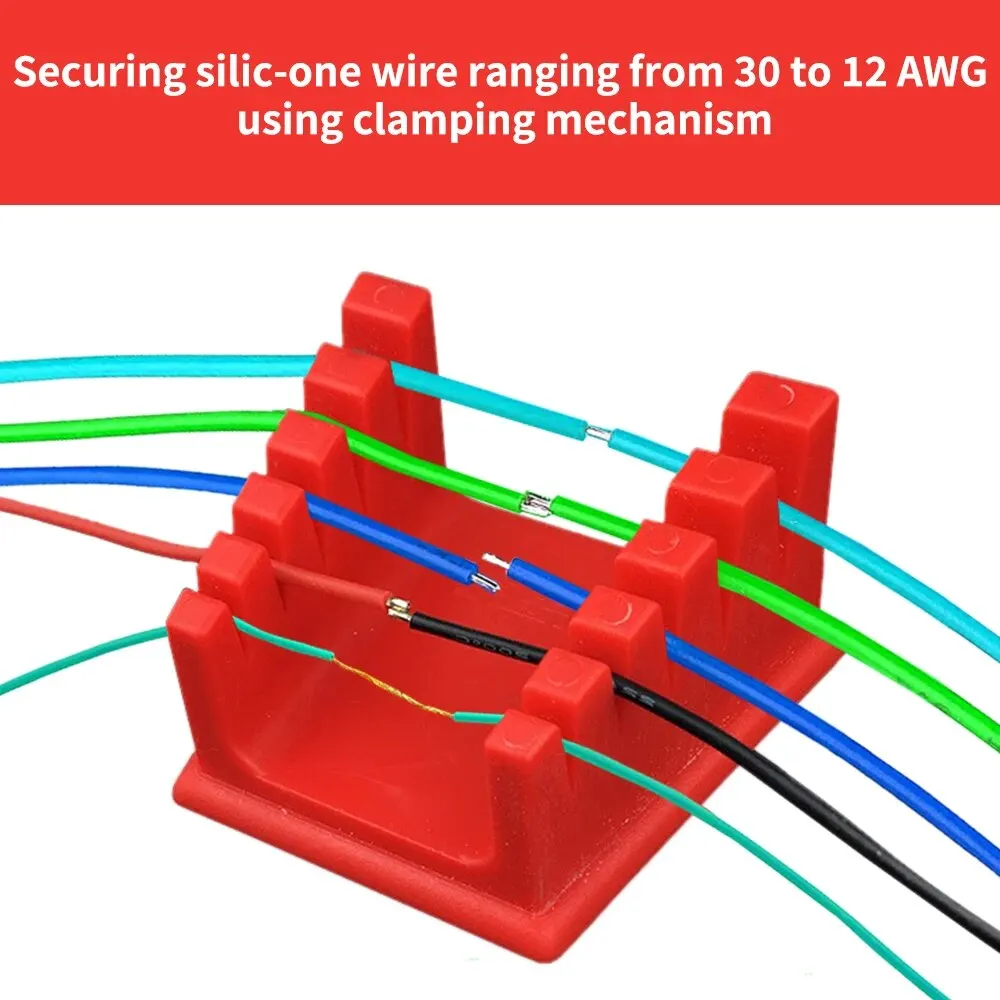 Securing silic-one wire ranging from 30 to 12 AWG
using clamping mechanism